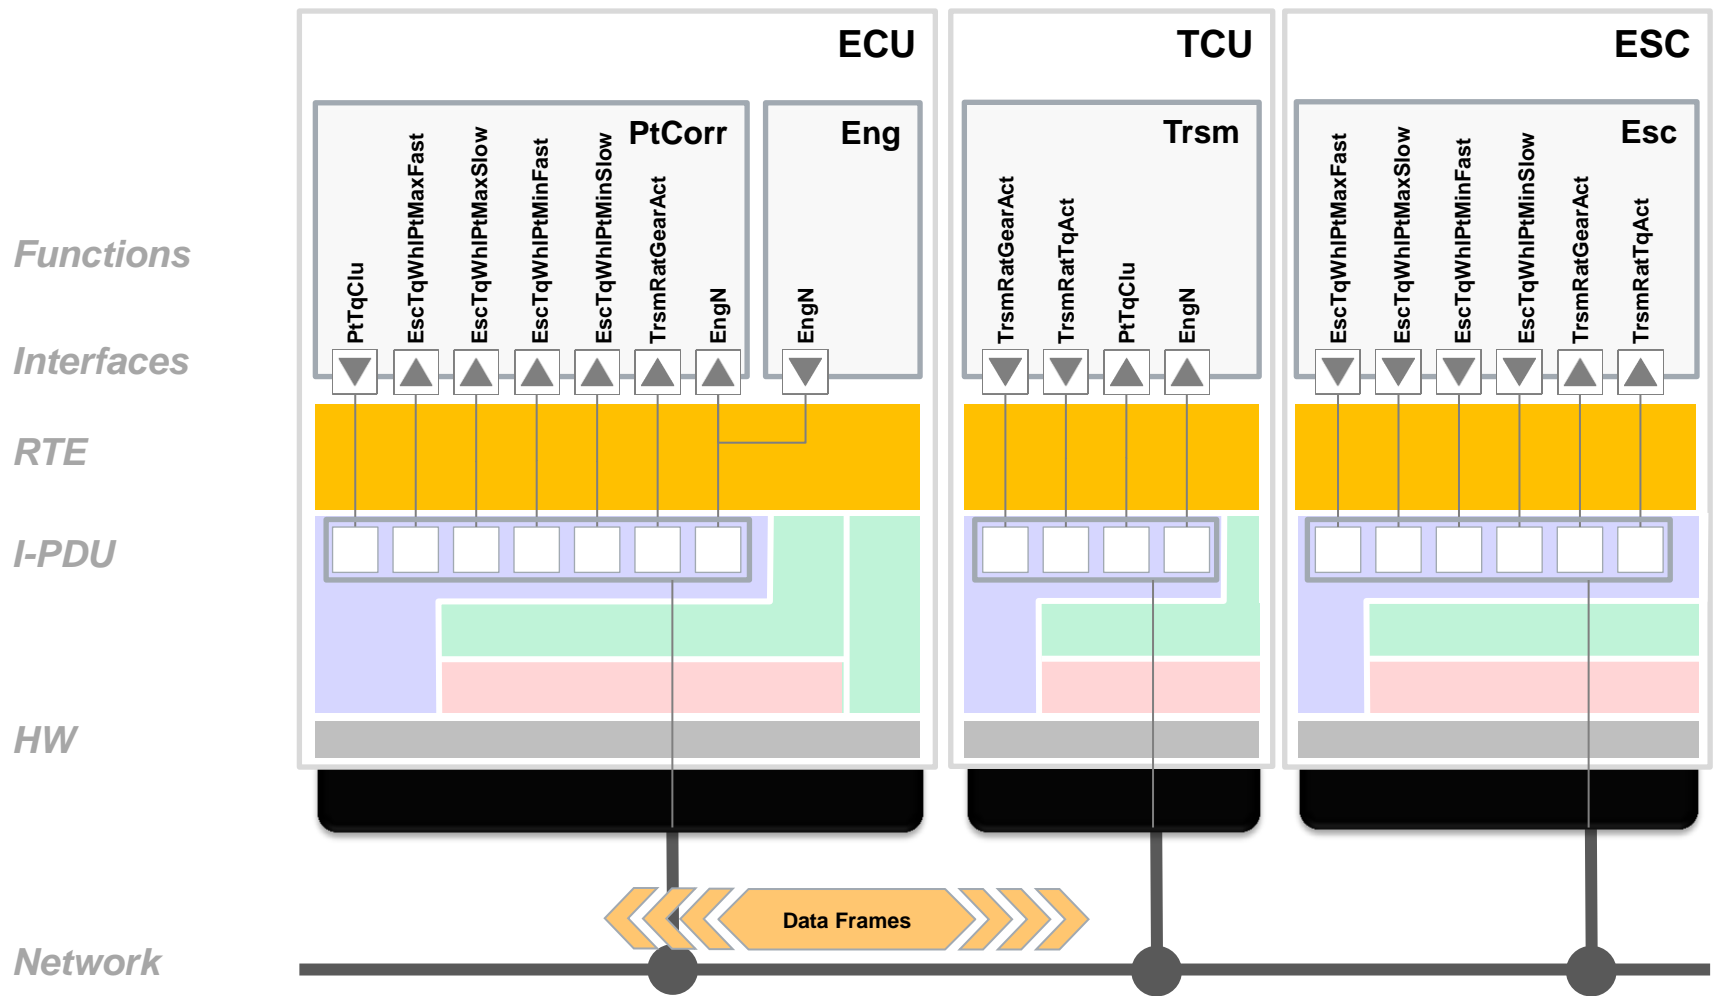 ECU
TCU
ESC
PtCorr
Eng
Trsm
Esc
PtTqClu
EscTqWhlPtMaxFast
EscTqWhlPtMaxSlow
EscTqWhlPtMinFast
EscTqWhlPtMinSlow
TrsmRatGearAct
EngN
EngN
TrsmRatGearAct
TrsmRatTqAct
PtTqClu
EngN
EscTqWhlPtMaxFast
EscTqWhlPtMaxSlow
EscTqWhlPtMinFast
EscTqWhlPtMinSlow
TrsmRatGearAct
TrsmRatTqAct
Functions
Interfaces
RTE
I-PDU
HW
Data Frames
Network